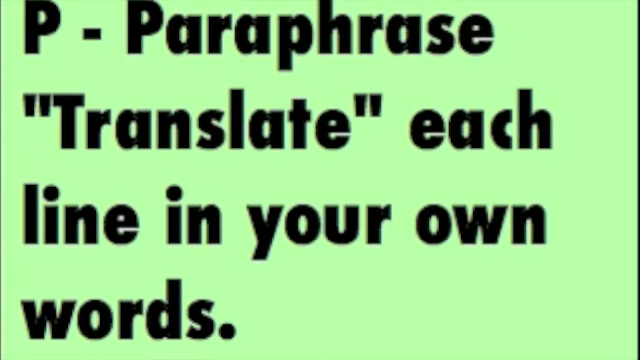 P - Paraphrase
"Translate" each
line in your own
words.